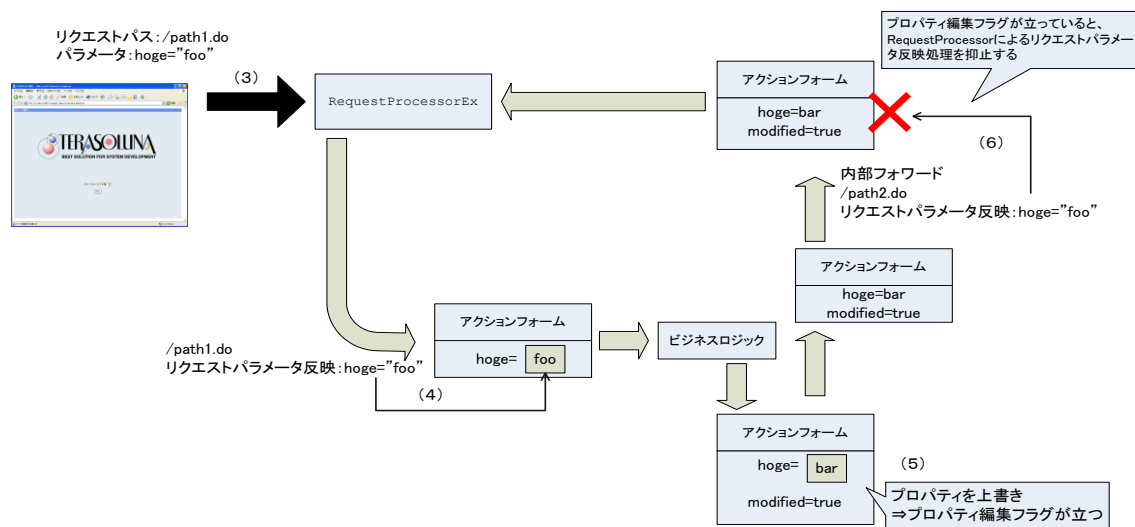 リクエストパス：/path1.do
パラメータ：hoge="foo"
（３）
RequestProcessorEx
アクションフォーム
hoge=bar
modified=true
プロパティ編集フラグが立っていると、
RequestProcessorによるリクエストパラメー
タ反映処理を抑止する
（６）
TERASOLUNA
BEST SOLUTION FOR SYSTEM DEVELOPMENT
内部フォワード
/path2.do
リクエストパラメータ反映：hoge="foo"
アクションフォーム
hoge=bar
modified=true
/path1.do
リクエストパラメータ反映：hoge="foo"
（４）
アクションフォーム
hoge= foo
ビジネスロジック
アクションフォーム
hoge= bar
modified=true
（５）
プロパティを上書き
⇒プロパティ編集フラグが立つ